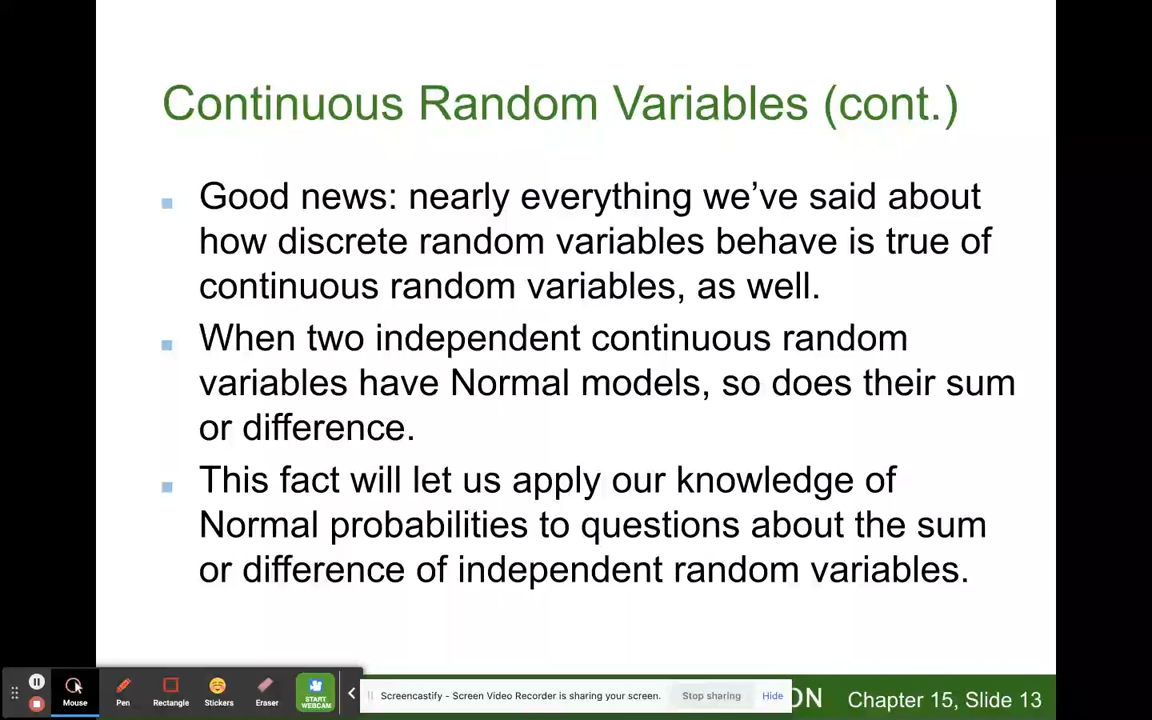 Continuous Random Variables (cont.)
Good news: nearly everything we've said about
how discrete random variables behave is true of
continuous random variables, as well.
When two independent continuous random
variables have Normal models, so does their sum
or difference.
This fact will let us apply our knowledge of
Normal probabilities to questions about the sum
or difference of independent random variables.
Mouse
Pen
Rectangle
Stickers
Eraser
START
WEBCAM
Screencastify - Screen Video Recorder is sharing your screen.
Stop sharing
Hide
ON
Chapter 15, Slide 13